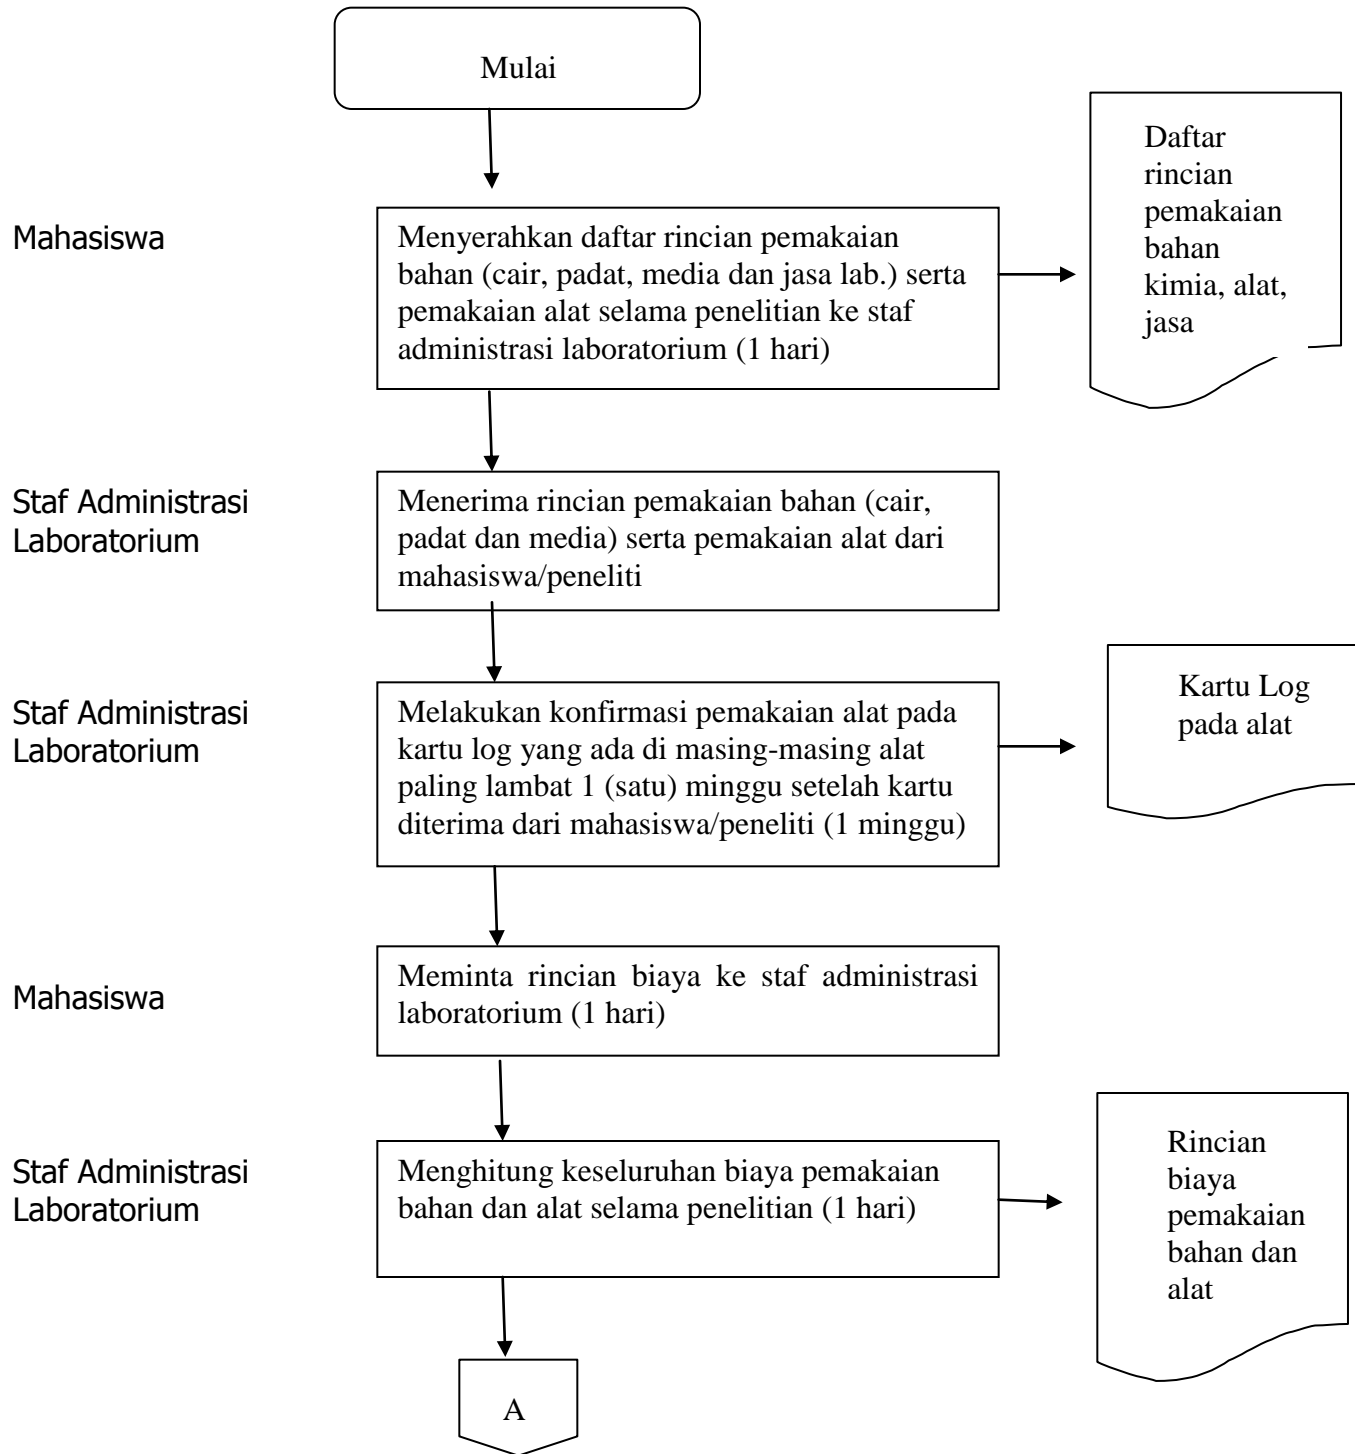 Mulai
Daftar
rincian
pemakaian
bahan
kimia, alat,
jasa
Mahasiswa
Menyerahkan daftar rincian pemakaian
bahan (cair, padat, media dan jasa lab.) serta
pemakaian alat selama penelitian ke staf
administrasi laboratorium (1 hari)
Staf Administrasi
Laboratorium
Menerima rincian pemakaian bahan (cair,
padat dan media) serta pemakaian alat dari
mahasiswa/peneliti
Staf Administrasi
Laboratorium
Melakukan konfirmasi pemakaian alat pada
kartu log yang ada di masing-masing alat
paling lambat 1 (satu) minggu setelah kartu
diterima dari mahasiswa/peneliti (1 minggu)
Kartu Log
pada alat
Mahasiswa
Meminta rincian biaya ke staf administrasi
laboratorium (1 hari)
Staf Administrasi
Laboratorium
Menghitung keseluruhan biaya pemakaian
bahan dan alat selama penelitian (1 hari)
Rincian
biaya
pemakaian
bahan dan
alat
A